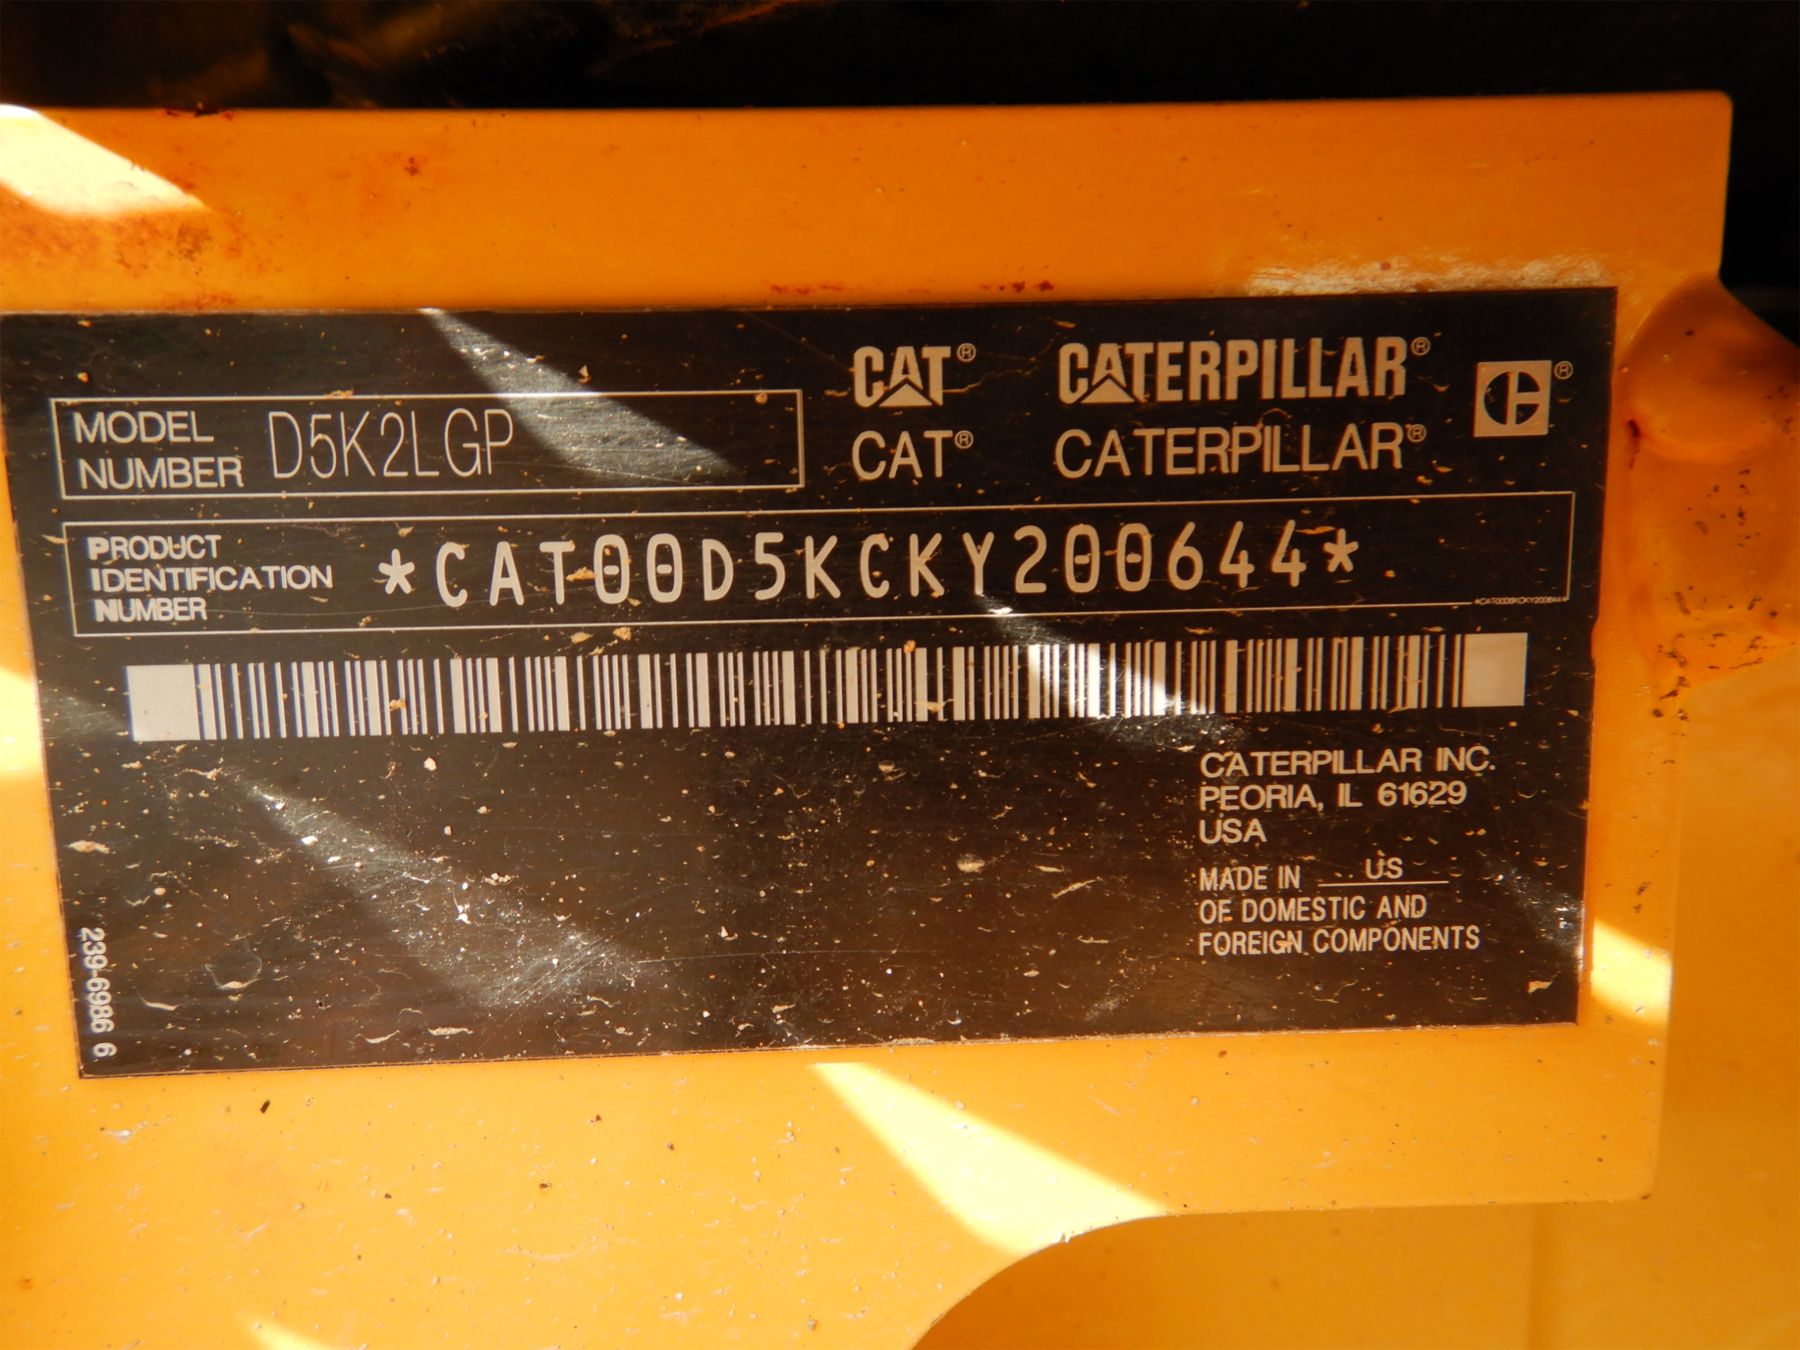 MODEL
NUMBER
D5K2LGP
CAT® CATERPILLAR®
CAT® CATERPILLAR®
PRODUCT
IDENTIFICATION
NUMBER
*CAT00D5KCKY200644*
*CAT00D5KCKY200644*
CATERPILLAR INC.
PEORIA, IL 61629
USA
MADE IN US
OF DOMESTIC AND
FOREIGN COMPONENTS
239-6986 6